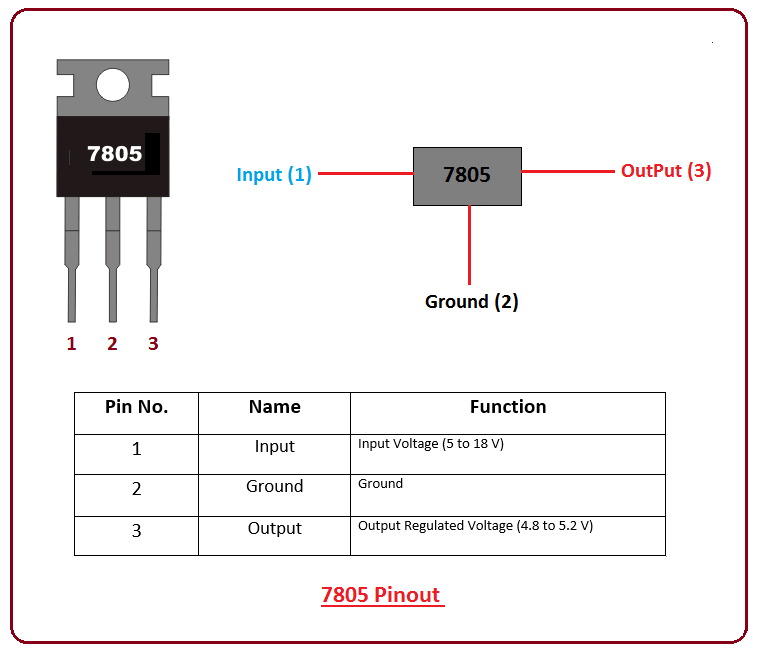 7805
1 2 3
Input (1)
7805
OutPut (3)
Ground (2)
Pin No. Name Function
1 Input Input Voltage (5 to 18 V)
2 Ground Ground
3 Output Output Regulated Voltage (4.8 to 5.2 V)
7805 Pinout